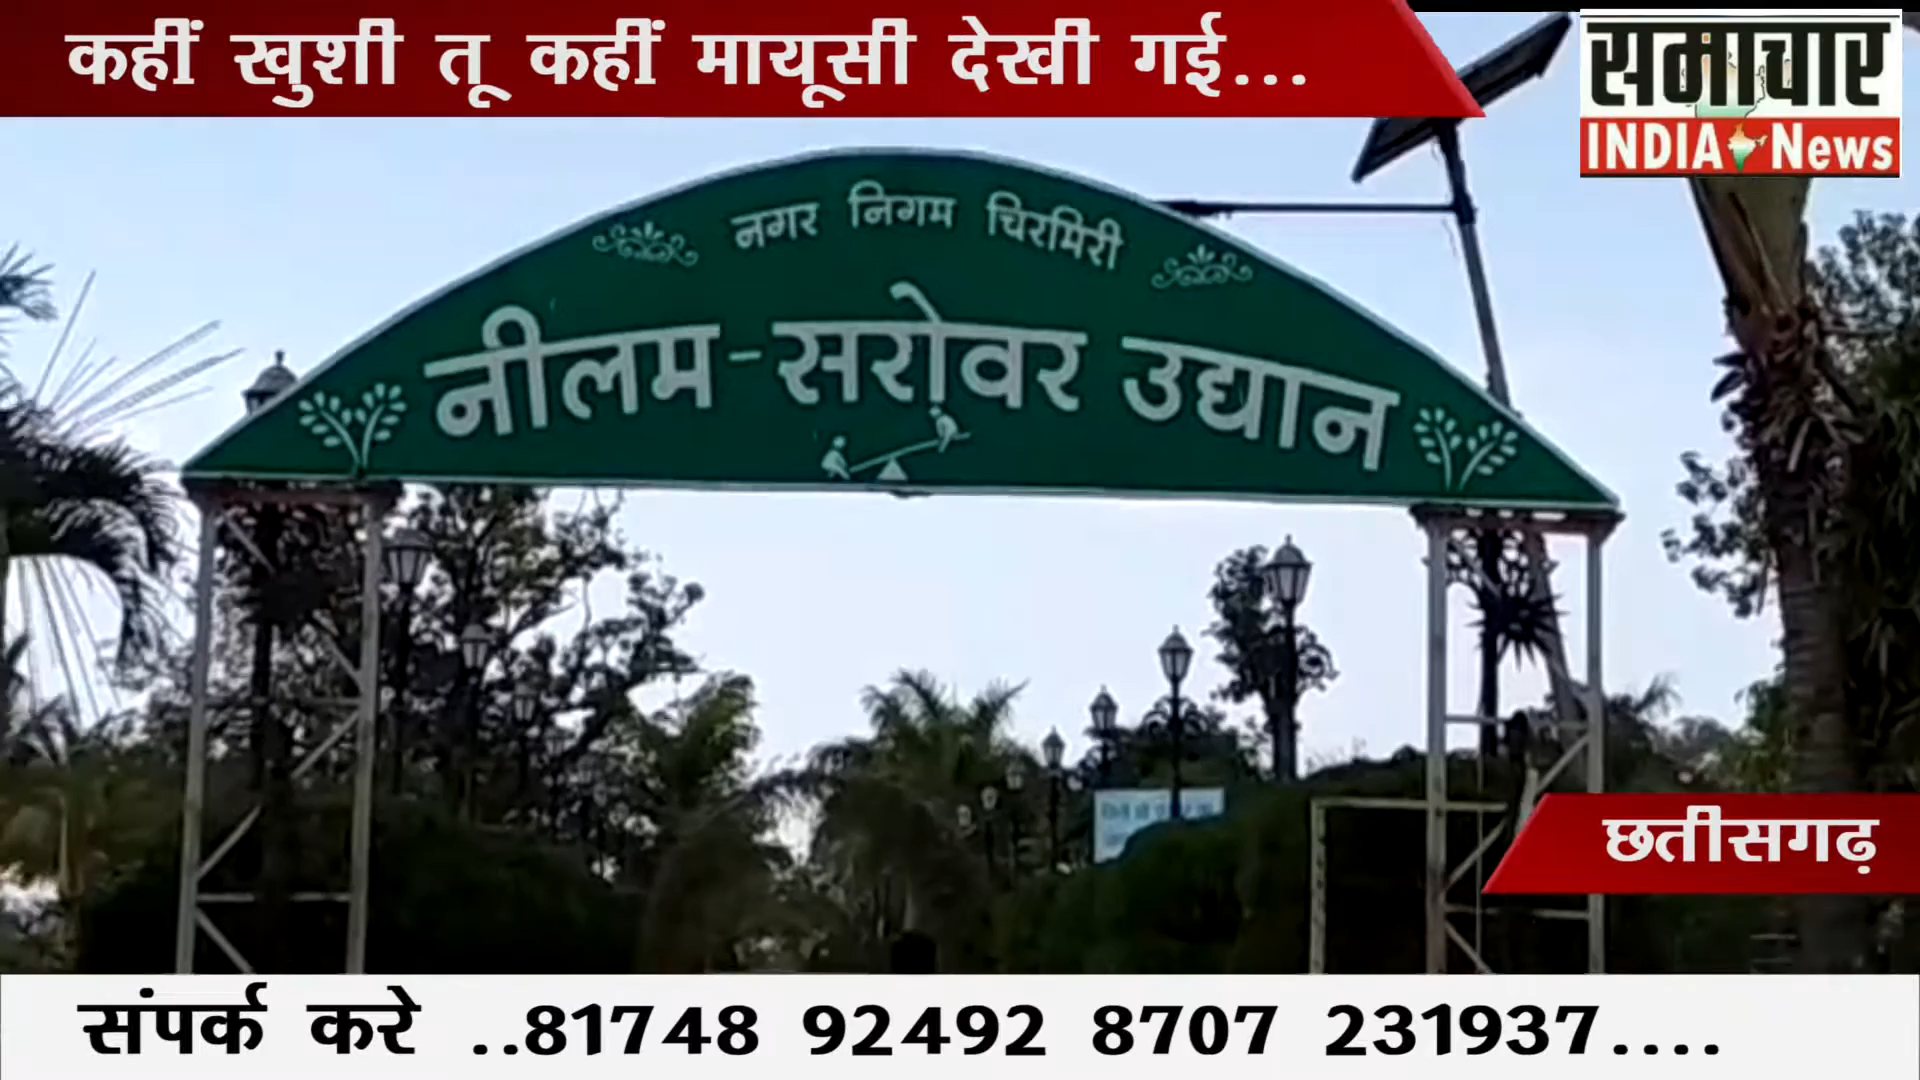 कहीं खुशी तू कहीं मायूसी देखी गई...
समाचार
INDIA News
नगर निगम चिरमिरी
नीलम-सरोवर उद्यान
छत्तीसगढ़
संपर्क करे ..81748 92492 8707 231937....